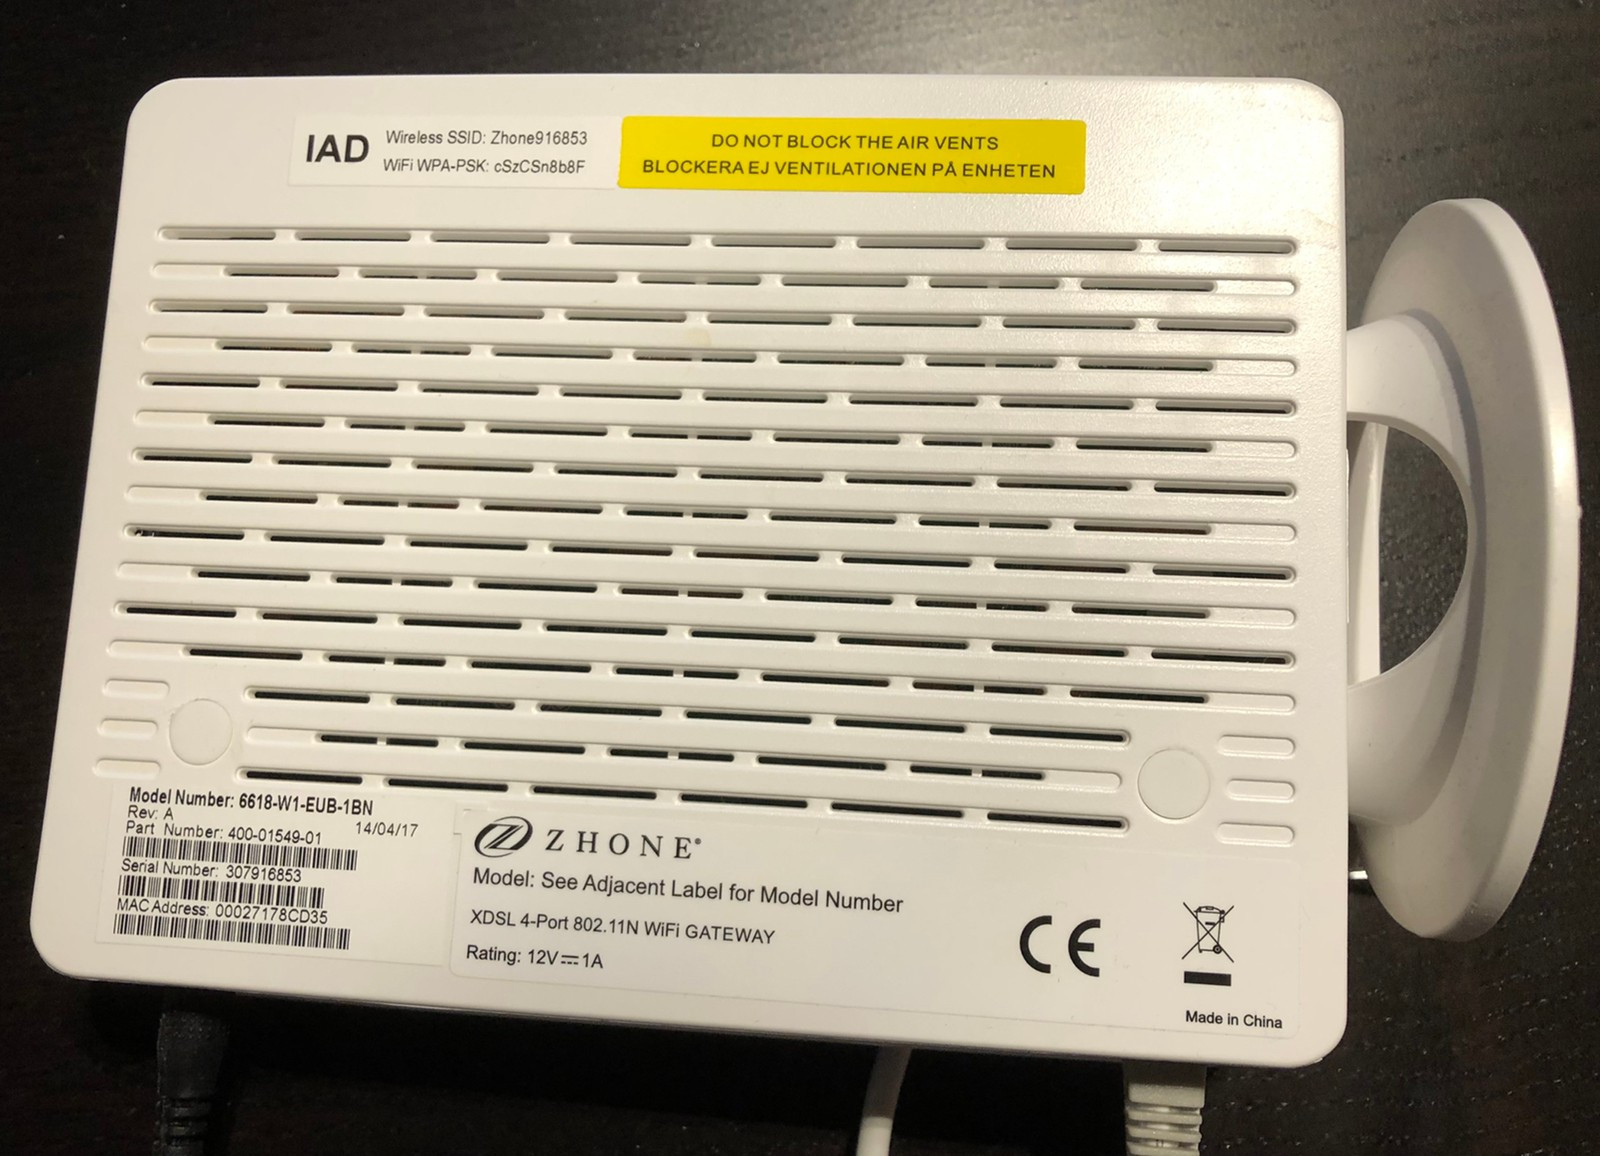 IAD
Wireless SSID: Zhone916853
WiFi WPA-PSK: cSzCSn8b8F
DO NOT BLOCK THE AIR VENTS
BLOCKERA EJ VENTILATIONEN PÅ ENHETEN
Model Number: 6618-W1-EUB-1BN
Rev: A
14/04/17
Part Number: 400-01549-01
Serial Number: 307916853
MAC Address: 00027178CD35
ZHONE®
Model: See Adjacent Label for Model Number
XDSL 4-Port 802.11N WiFi GATEWAY
Rating: 12V⎓1A
CE
Made in China